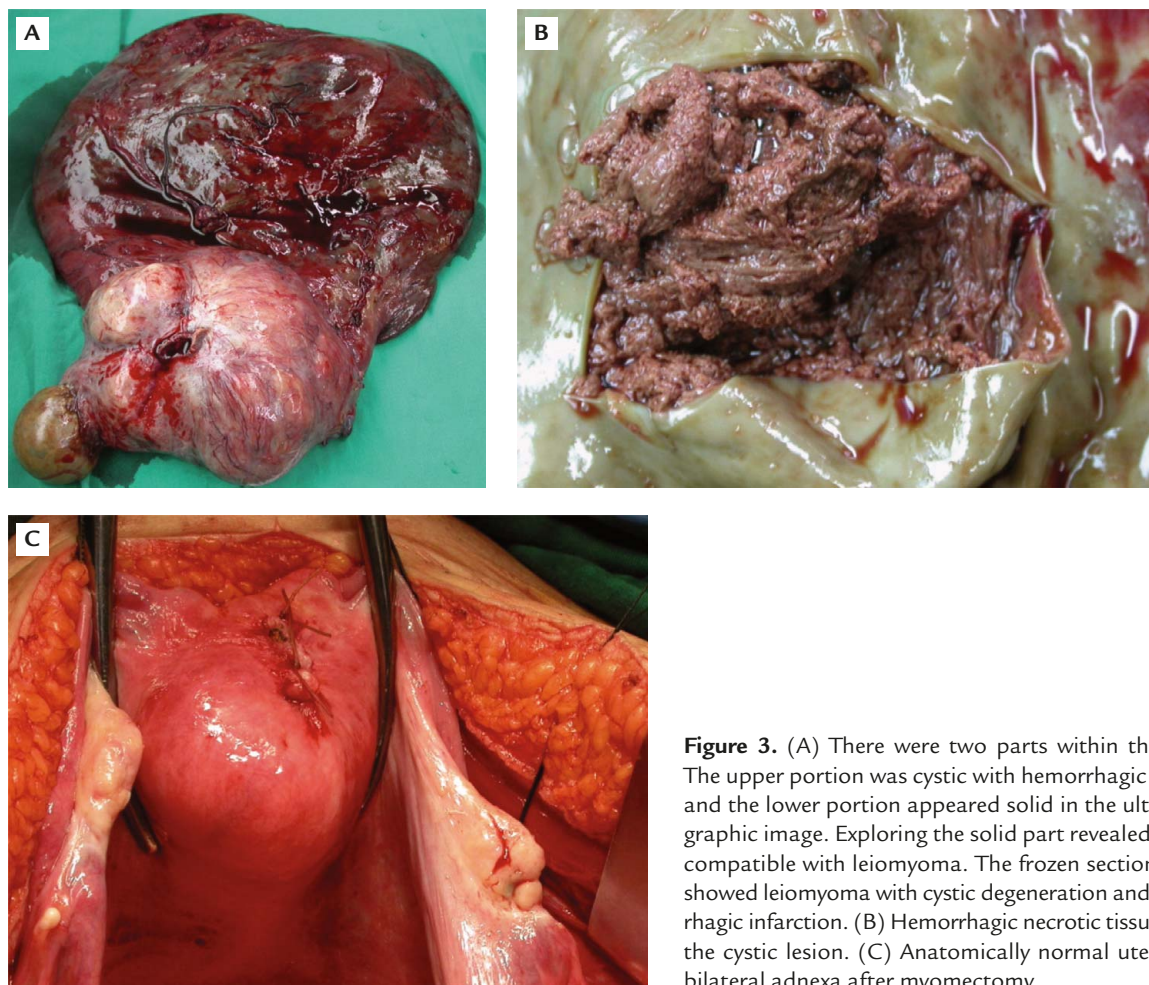 A
B
C
Figure 3. (A) There were two parts within th
The upper portion was cystic with hemorrhagic
and the lower portion appeared solid in the ult
graphic image. Exploring the solid part revealed
compatible with leiomyoma. The frozen section
showed leiomyoma with cystic degeneration and
rhagic infarction. (B) Hemorrhagic necrotic tissu
the cystic lesion. (C) Anatomically normal ute
bilateral adnexa after myomectomy.